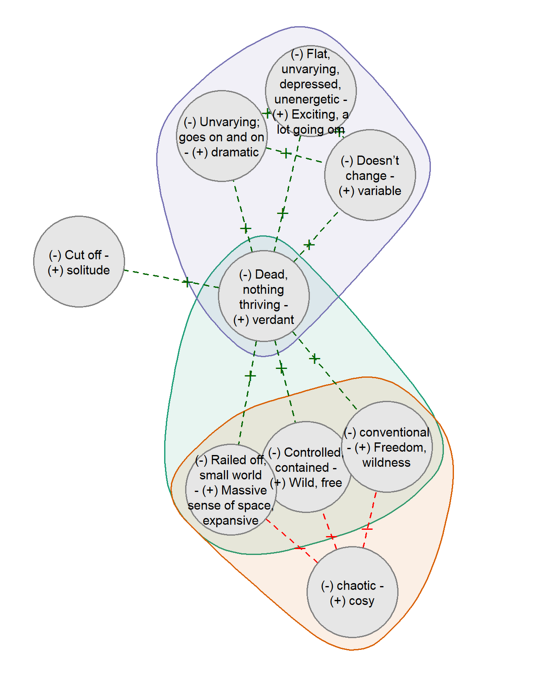 (-) Flat,
unvarying,
depressed,
unenergetic -
(+) Exciting, a
lot going on
(-) Unvarying;
goes on and on
- (+) dramatic
(-) Doesn't
change -
(+) variable
(-) Cut off -
(+) solitude
(-) Dead,
nothing
thriving -
(+) verdant
(-) Railed off,
small world
- (+) Massive
sense of space,
expansive
(-) Controlled,
contained -
(+) Wild, free
(-) conventional
- (+) Freedom,
wildness
(-) chaotic -
(+) cosy